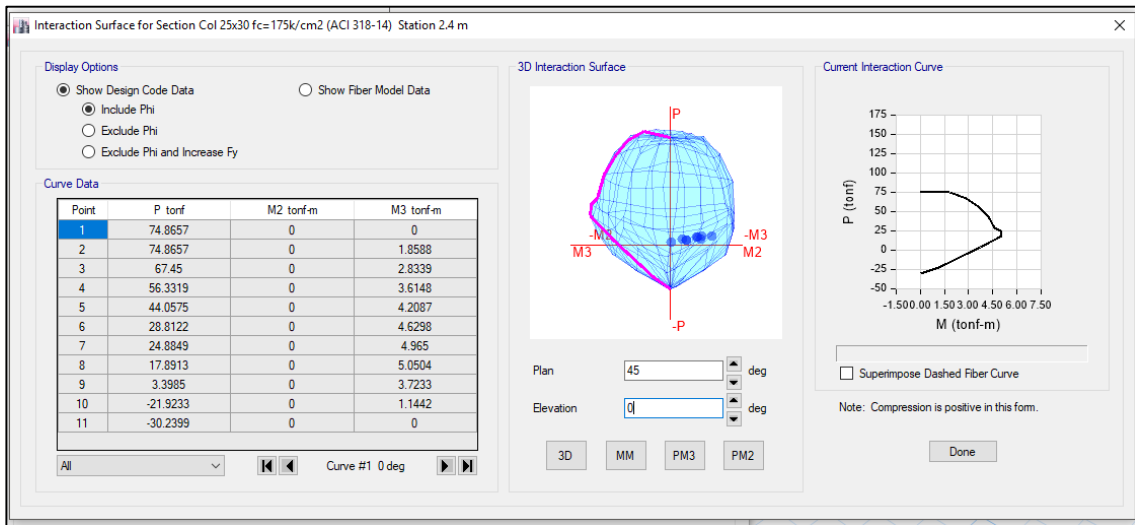 Interaction Surface for Section Col 25x30 fc=175k/cm2 (ACI 318-14) Station 2.4 m
Display Options
Show Design Code Data Show Fiber Model Data
Include Phi
Exclude Phi
Exclude Phi and Increase Fy
Curve Data
Point P tonf M2 tonf-m M3 tonf-m
1 74.8657 0 0
2 74.8657 0 1.8588
3 67.45 0 2.8339
4 56.3319 0 3.6148
5 44.0575 0 4.2087
6 28.8122 0 4.6298
7 24.8849 0 4.965
8 17.8913 0 5.0504
9 3.3985 0 3.7233
10 -21.9233 0 1.1442
11 -30.2399 0 0
All Curve #1 0 deg
3D Interaction Surface
P
-M2 -M3
M3 M2
-P
Plan 45 deg
Elevation 0 deg
3D MM PM3 PM2
Current Interaction Curve
175
150
125
100
75
50
25
0
-25
-50
P (tonf)
-1.50 0.00 1.50 3.00 4.50 6.00 7.50
M (tonf-m)
Superimpose Dashed Fiber Curve
Note: Compression is positive in this form.
Done